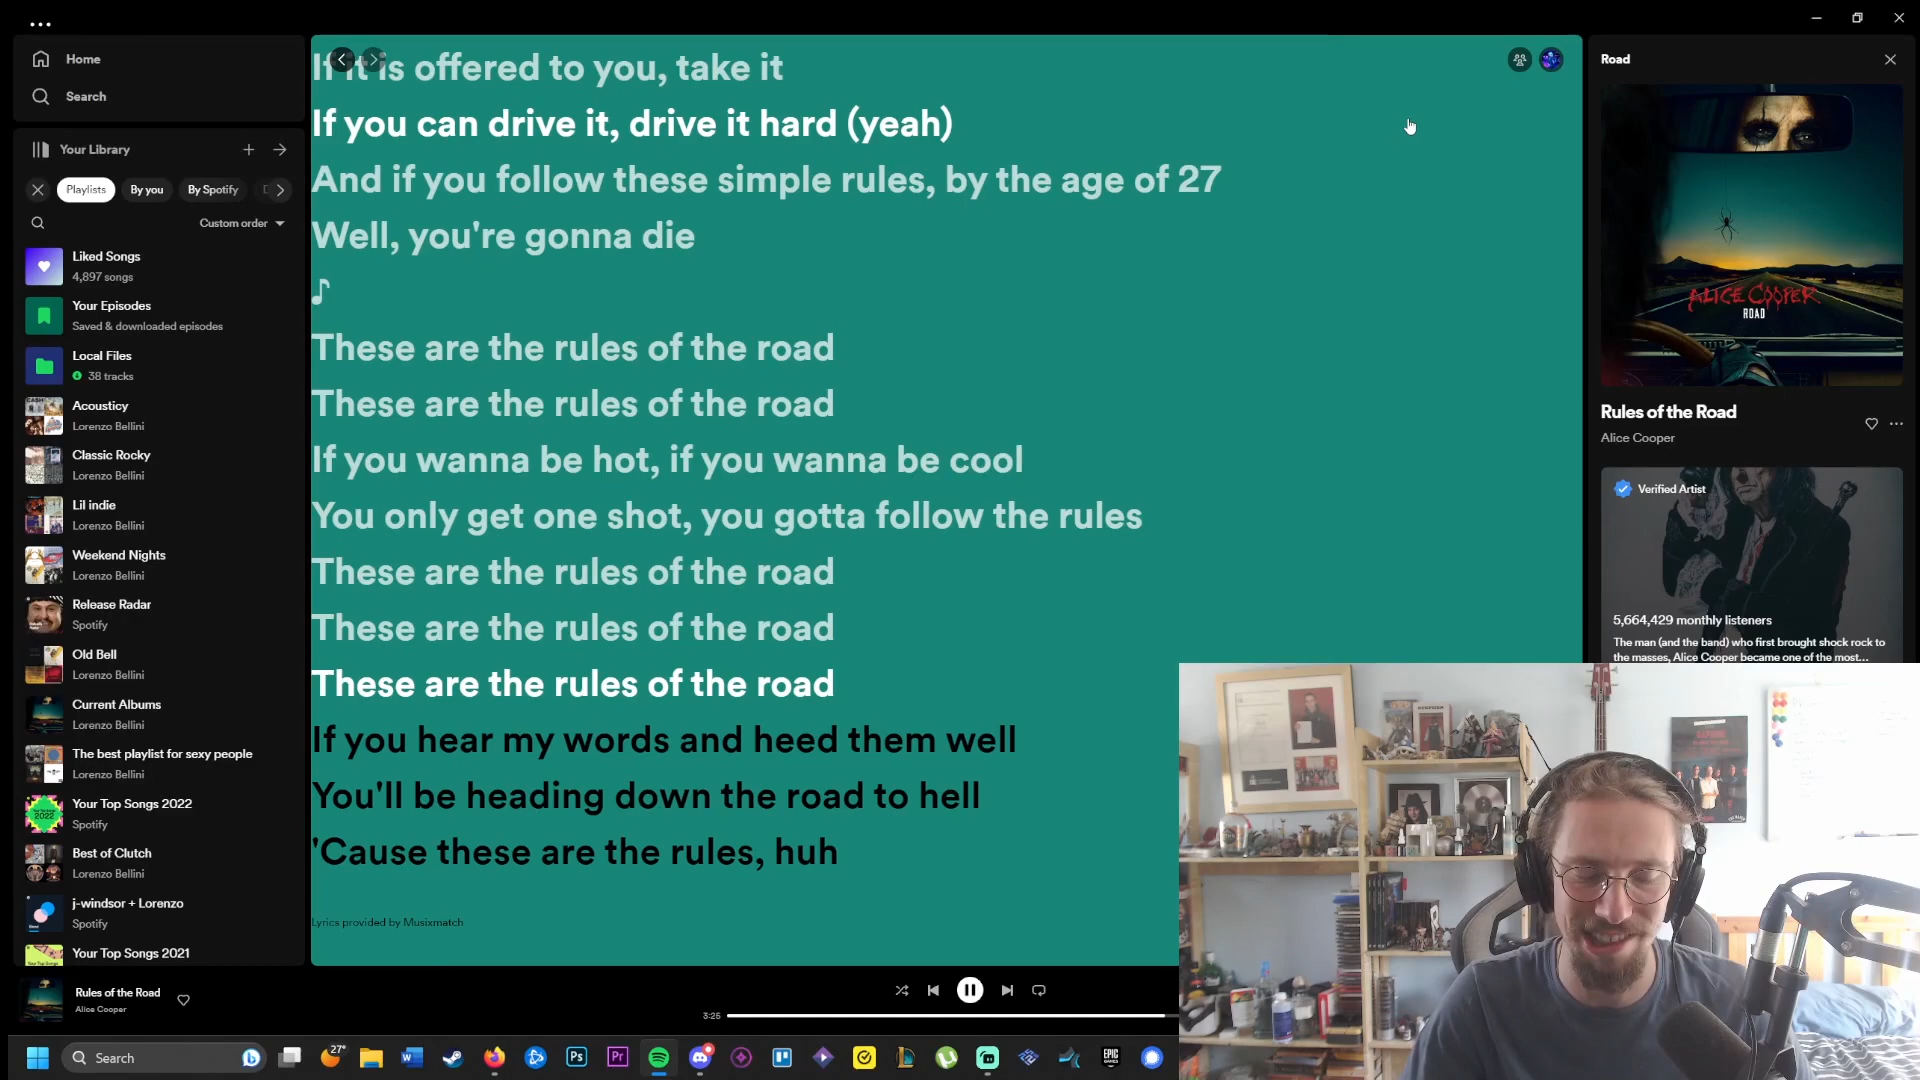 Home
Search
Your Library
Playlists
By you
By Spotify
Custom order
Liked Songs
4,897 songs
Your Episodes
Saved & downloaded episodes
Local Files
38 tracks
Acousticy
Lorenzo Bellini
Classic Rocky
Lorenzo Bellini
Lil indie
Lorenzo Bellini
Weekend Nights
Lorenzo Bellini
Release Radar
Spotify
Old Bell
Lorenzo Bellini
Current Albums
Lorenzo Bellini
The best playlist for sexy people
Lorenzo Bellini
Your Top Songs 2022
Spotify
Best of Clutch
Lorenzo Bellini
j-windsor + Lorenzo
Spotify
Your Top Songs 2021
If it is offered to you, take it
If you can drive it, drive it hard (yeah)
And if you follow these simple rules, by the age of 27
Well, you're gonna die
♪
These are the rules of the road
These are the rules of the road
If you wanna be hot, if you wanna be cool
You only get one shot, you gotta follow the rules
These are the rules of the road
These are the rules of the road
These are the rules of the road
If you hear my words and heed them well
You'll be heading down the road to hell
'Cause these are the rules, huh
Lyrics provided by Musixmatch
Road
ALICE COOPER
ROAD
Rules of the Road
Alice Cooper
Verified Artist
5,664,429 monthly listeners
The man (and the band) who first brought shock rock to
the masses, Alice Cooper became one of the most...
Rules of the Road
Alice Cooper
3:25
Search
27°
Ps
Pr
EPIC
GAMES